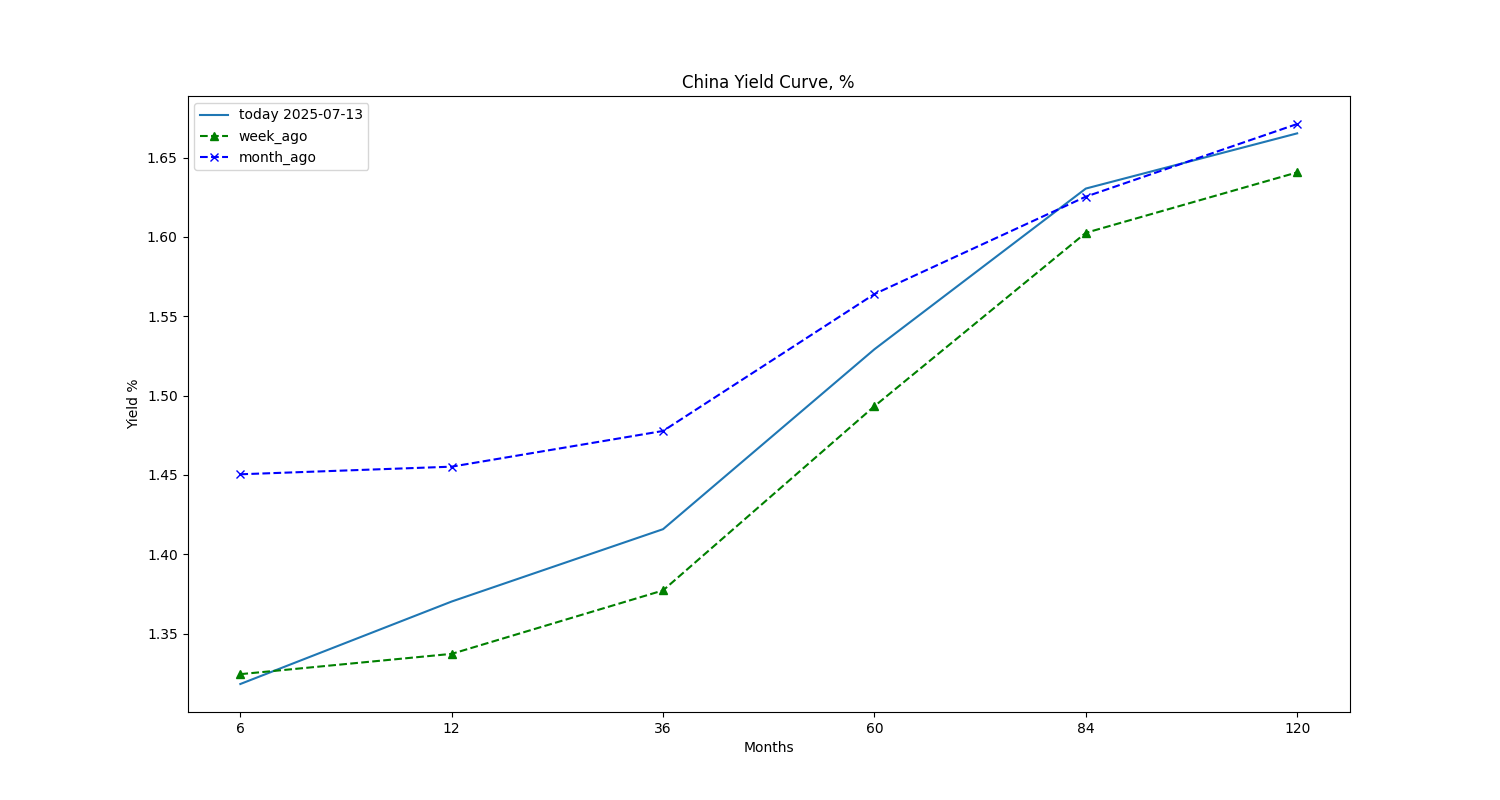 China Yield Curve, %
today 2025-07-13
week_ago
month_ago
1.65
1.60
1.55
1.50
1.45
1.40
1.35
Yield %
6 12 36 60 84 120
Months